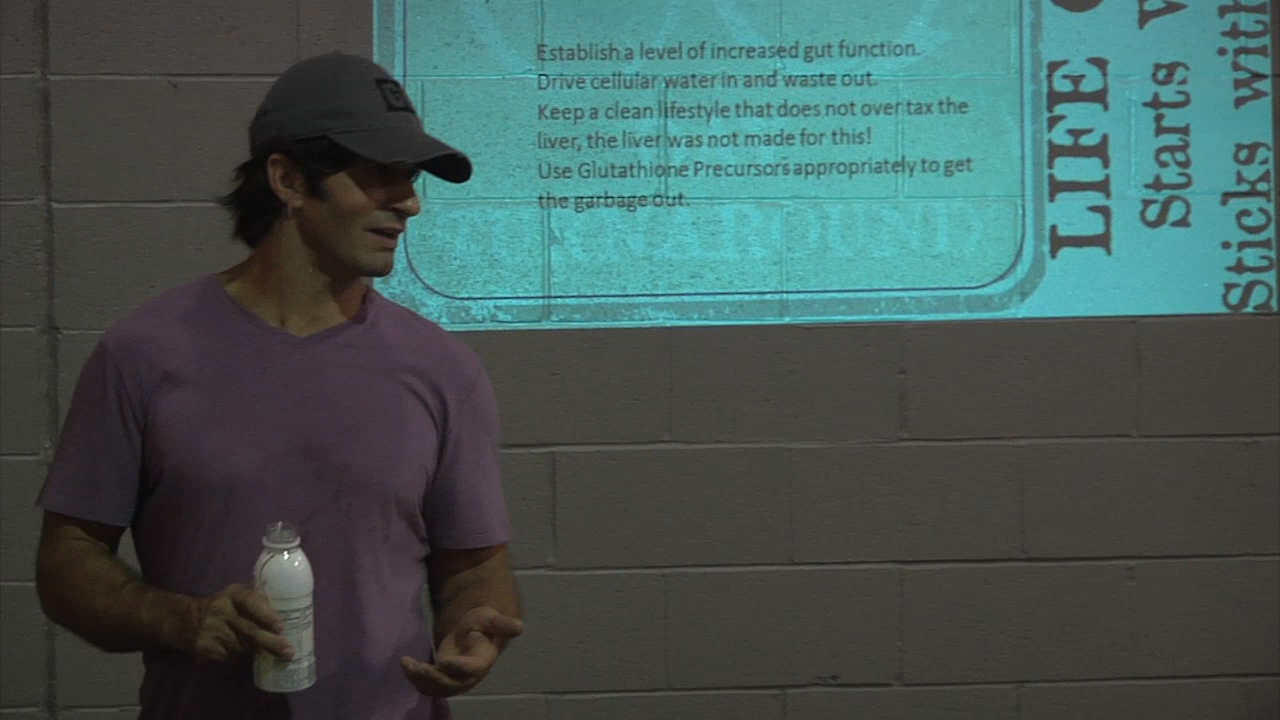 Establish a level of increased gut function.
Drive cellular water in and waste out.
Keep a clean lifestyle that does not over tax the
liver, the liver was not made for this!
Use Glutathione Precursors appropriately to get
the garbage out.
LIFE
Starts
Sticks with